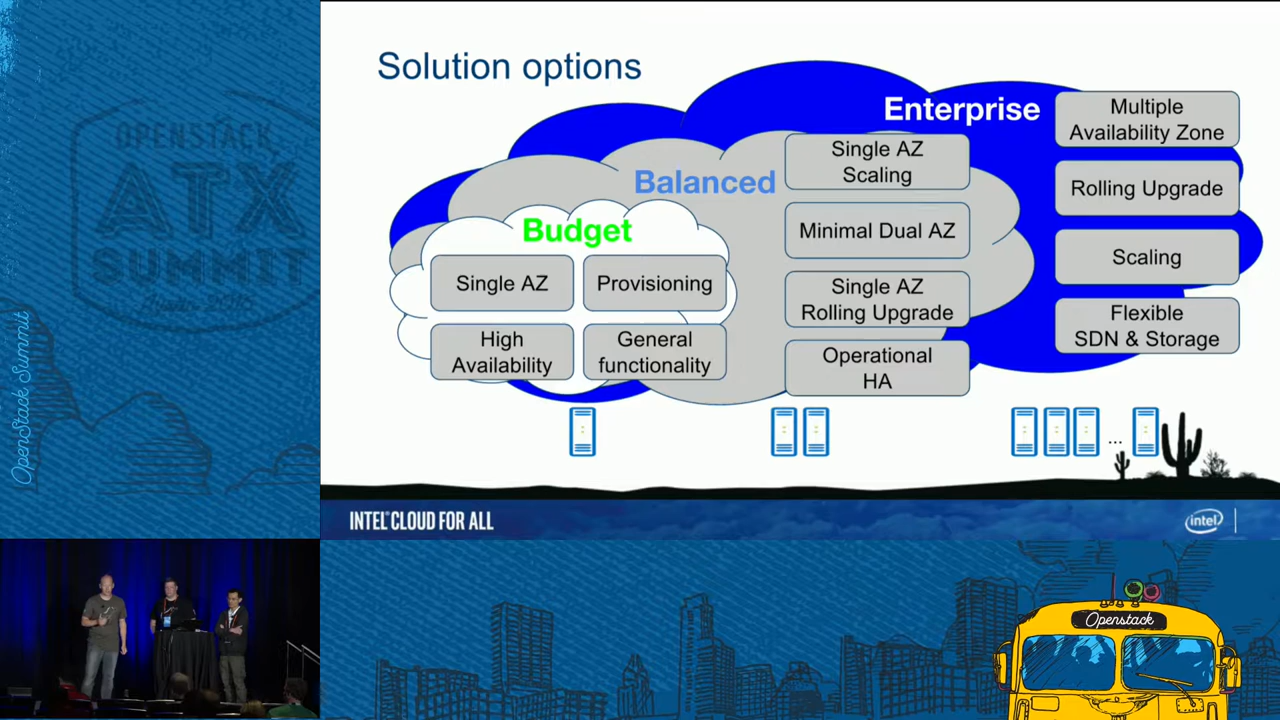 Solution options
Enterprise
Multiple
Availability Zone
Rolling Upgrade
Scaling
Flexible
SDN & Storage
Balanced
Single AZ
Scaling
Minimal Dual AZ
Single AZ
Rolling Upgrade
Operational
HA
Budget
Single AZ
Provisioning
High
Availability
General
functionality
...
INTEL® CLOUD FOR ALL
intel
OPENSTACK
ATX
SUMMIT
OpenStack Summit
Openstack